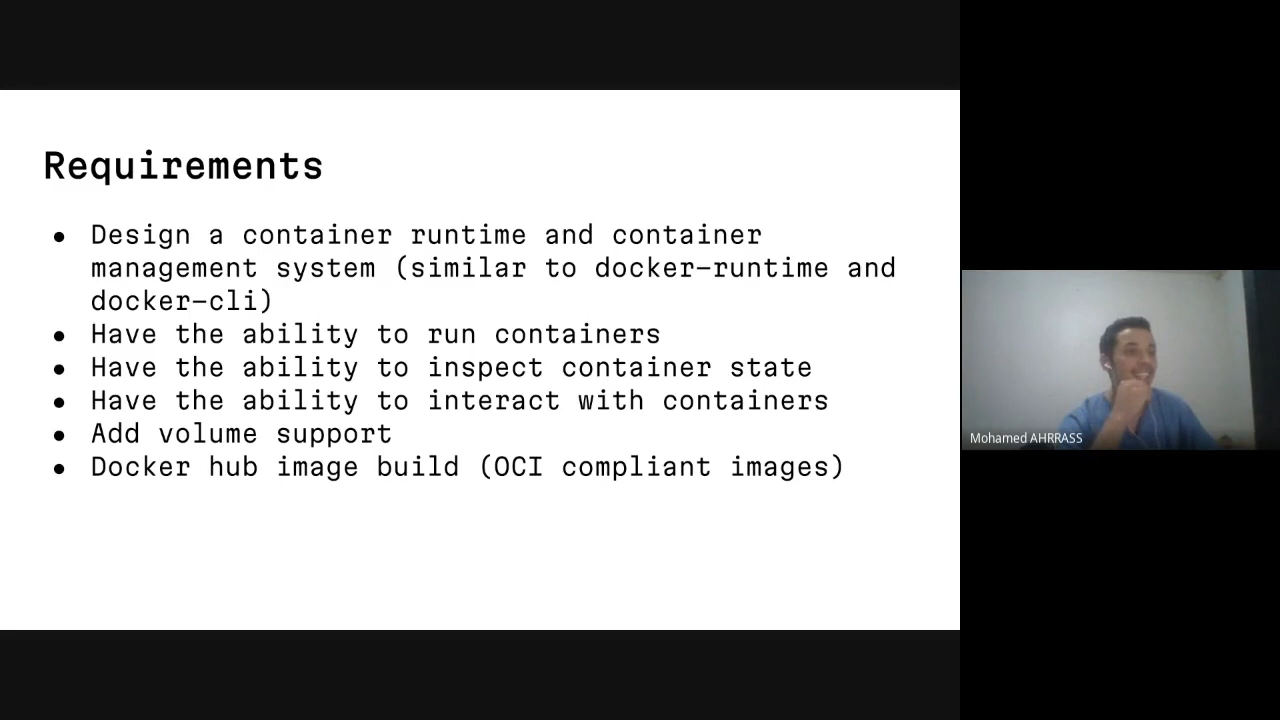 Requirements
● Design a container runtime and container
management system (similar to docker-runtime and
docker-cli)
● Have the ability to run containers
● Have the ability to inspect container state
● Have the ability to interact with containers
● Add volume support
● Docker hub image build (OCI compliant images)
Mohamed AHRRASS